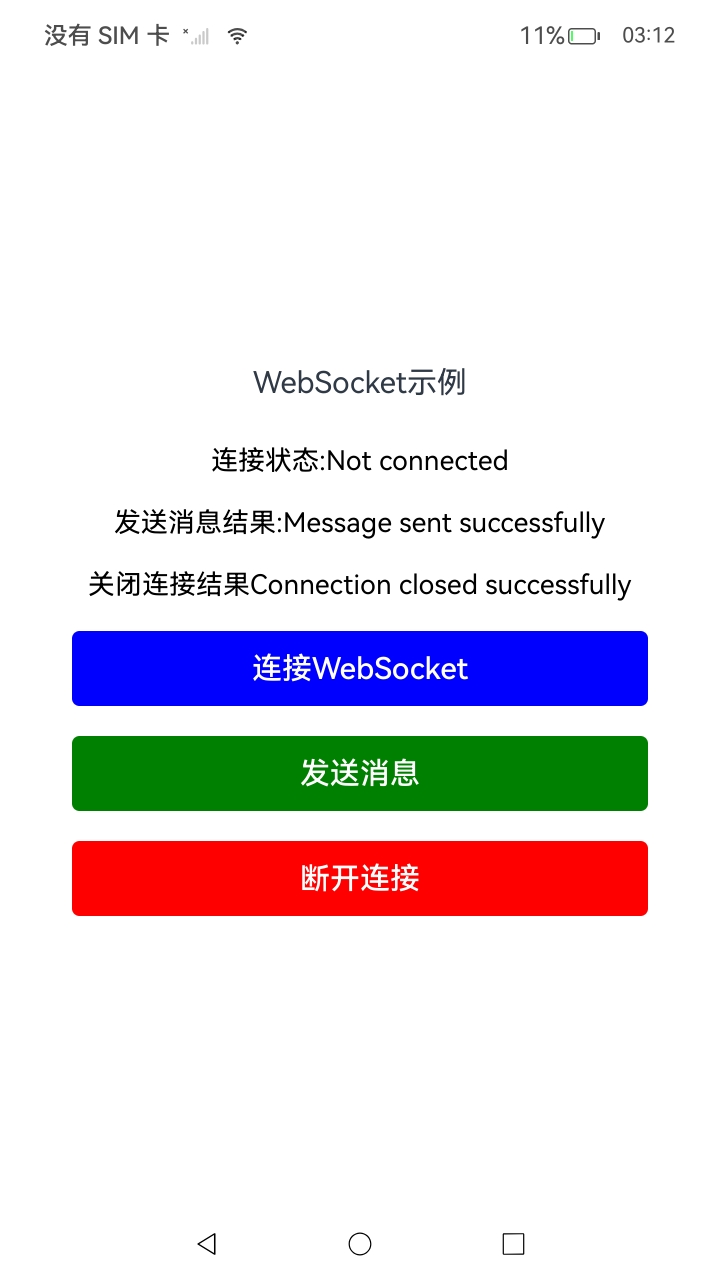 没有 SIM 卡 11% 03:12
WebSocket示例
连接状态:Not connected
发送消息结果:Message sent successfully
关闭连接结果Connection closed successfully
连接WebSocket
发送消息
断开连接